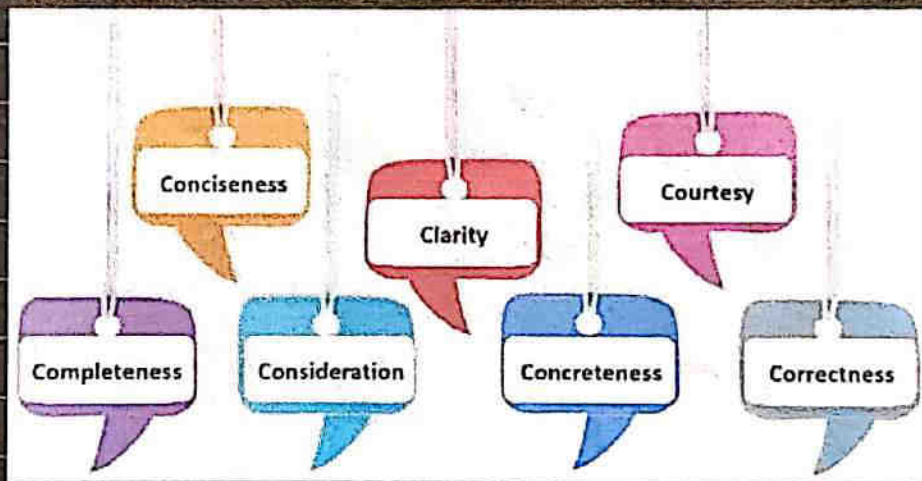 Conciseness
Clarity
Courtesy
Completeness
Consideration
Concreteness
Correctness